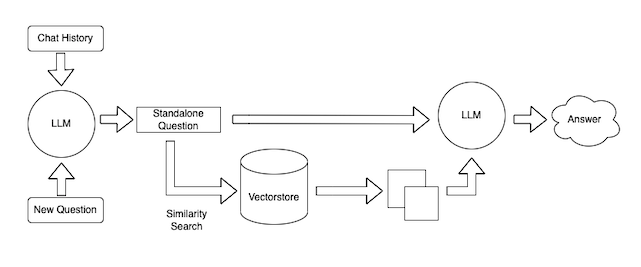 Chat History
LLM
New Question
Standalone
Question
Similarity
Search
Vectorstore
LLM
Answer